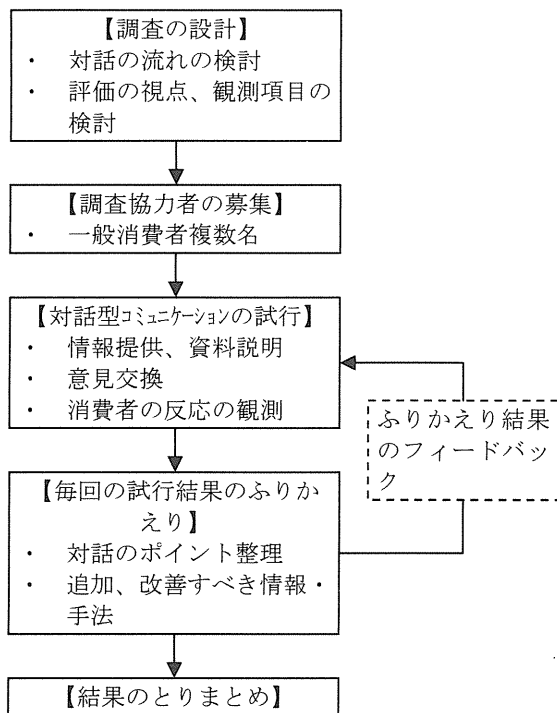 【調査の設計】
・ 対話の流れの検討
・ 評価の視点、観測項目の
検討
【調査協力者の募集】
・ 一般消費者複数名
【対話型ｺﾐｭﾆｹｰｼｮﾝの試行】
・ 情報提供、資料説明
・ 意見交換
・ 消費者の反応の観測
ふりかえり結果
のフィードバッ
ク
【毎回の試行結果のふりか
えり】
・ 対話のポイント整理
・ 追加、改善すべき情報・
手法
【結果のとりまとめ】